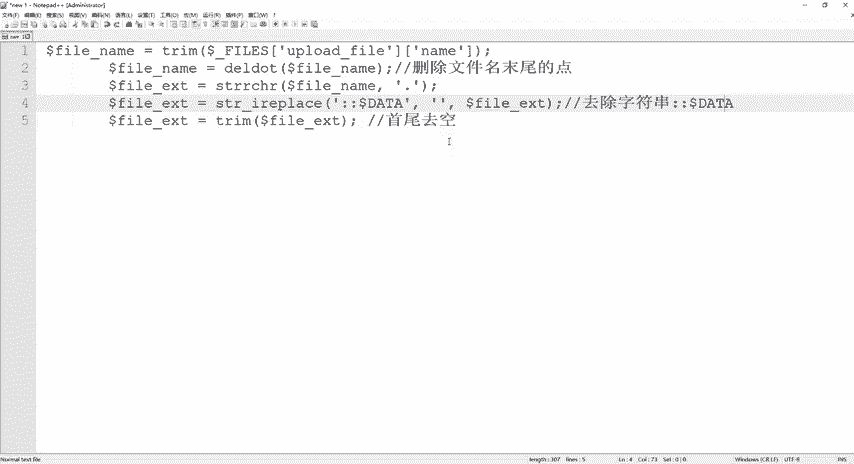 *new 1 - Notepad++ [Administrator]
文件(F) 编辑(E) 搜索(S) 视图(V) 编码(N) 语言(L) 设置(T) 工具(O) 宏(M) 运行(R) 插件(P) 窗口(W) ?
new 1
1 $file_name = trim($_FILES['upload_file']['name']);
2 $file_name = deldot($file_name);//删除文件名末尾的点
3 $file_ext = strrchr($file_name, '.');
4 $file_ext = str_ireplace('::$DATA', '', $file_ext);//去除字符串::$DATA
5 $file_ext = trim($file_ext); //首尾去空
Normal text file length : 307 lines : 5 Ln : 4 Col : 73 Sel : 0 | 0 Windows (CR LF) UTF-8 INS